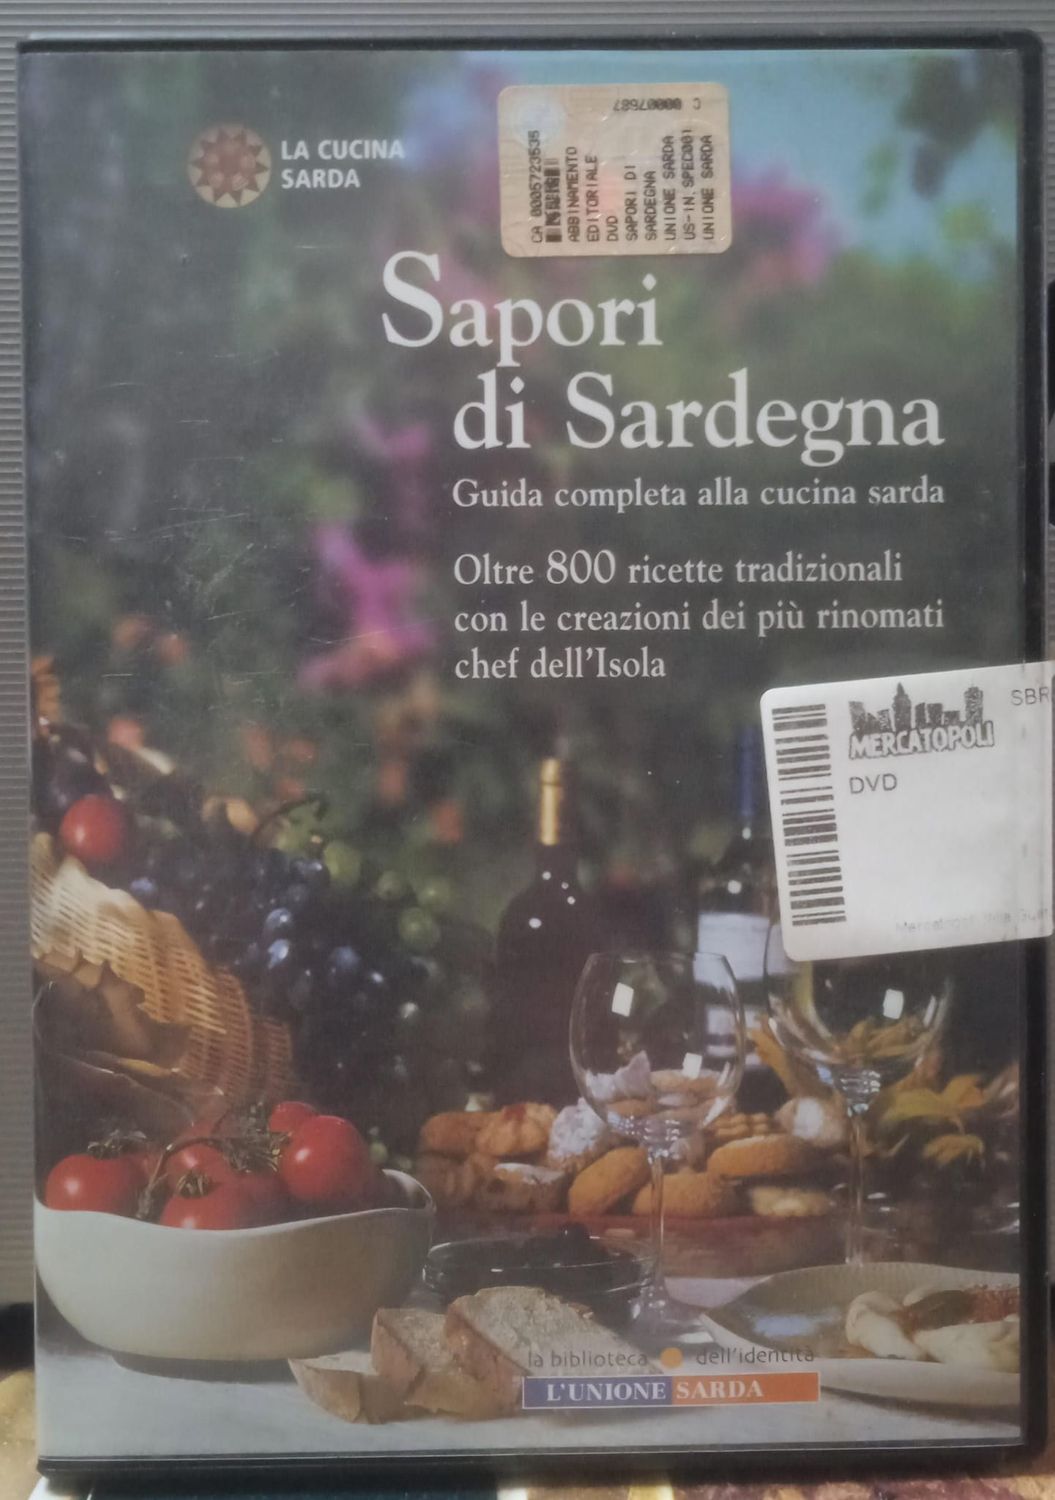 LA CUCINA
SARDA
C 00007687
CA 0005723535
ABBINAMENTO
EDITORIALE
DVD
SAPORI DI
SARDEGNA
UNIONE SARDA
US-IN.SPEC001
UNIONE SARDA
Sapori
di Sardegna
Guida completa alla cucina sarda
Oltre 800 ricette tradizionali
con le creazioni dei più rinomati
chef dell'Isola
SBR
MERCATOPOLI
DVD
la biblioteca dell'identità
L'UNIONE SARDA